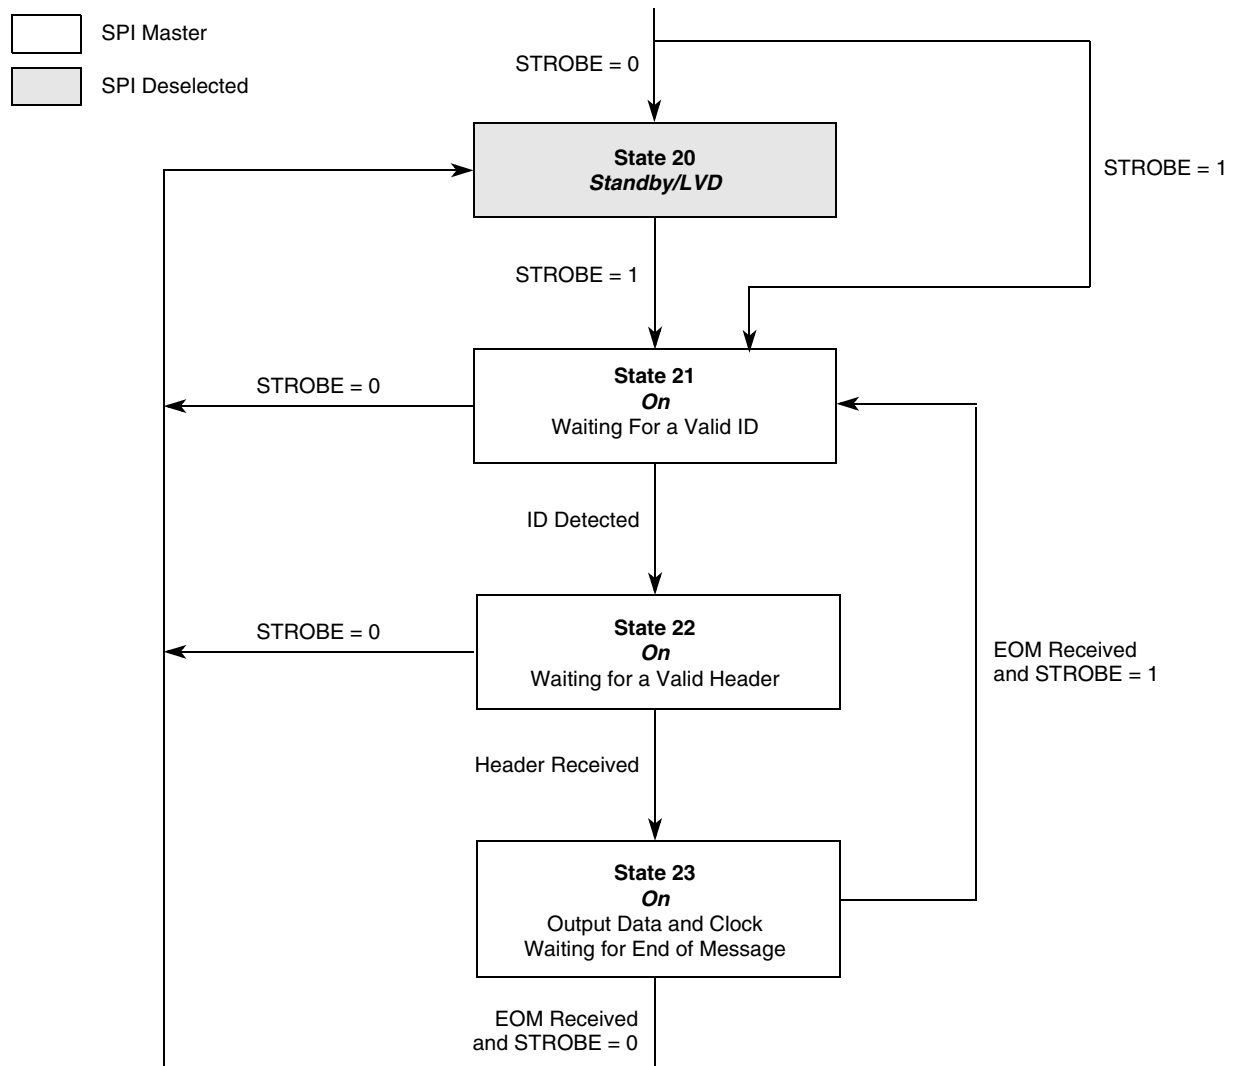 SPI Master
SPI Deselected
STROBE = 0
STROBE = 1
State 20
Standby/LVD
STROBE = 1
State 21
On
Waiting For a Valid ID
STROBE = 0
ID Detected
State 22
On
Waiting for a Valid Header
STROBE = 0
EOM Received
and STROBE = 1
Header Received
State 23
On
Output Data and Clock
Waiting for End of Message
EOM Received
and STROBE = 0